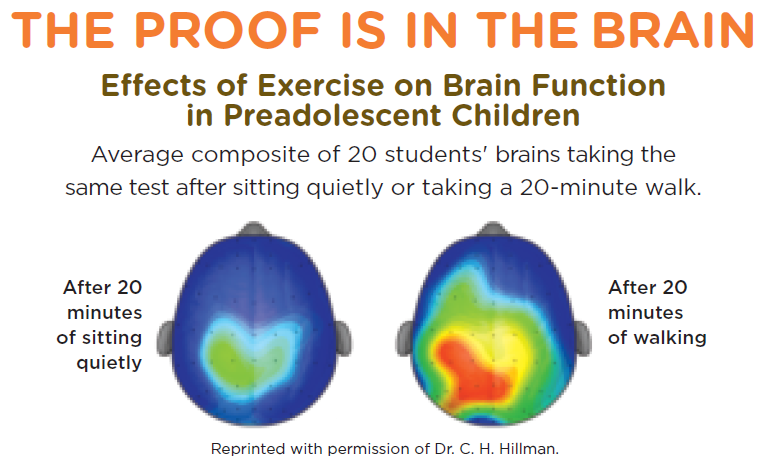 THE PROOF IS IN THE BRAIN
Effects of Exercise on Brain Function
in Preadolescent Children
Average composite of 20 students' brains taking the
same test after sitting quietly or taking a 20-minute walk.
After 20
minutes
of sitting
quietly
After 20
minutes
of walking
Reprinted with permission of Dr. C. H. Hillman.